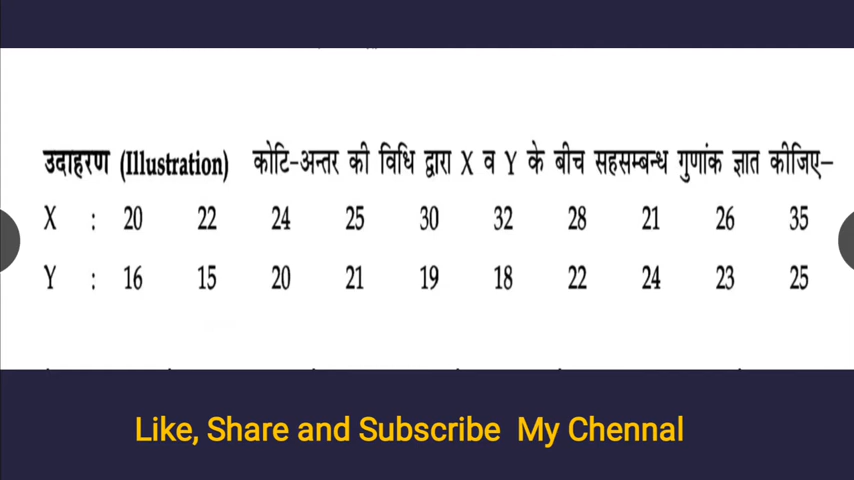 उदाहरण (Illustration) कोटि-अन्तर की विधि द्वारा X व Y के बीच सहसम्बन्ध गुणांक ज्ञात कीजिए-
X : 20 22 24 25 30 32 28 21 26 35
Y : 16 15 20 21 19 18 22 24 23 25
Like, Share and Subscribe My Chennal